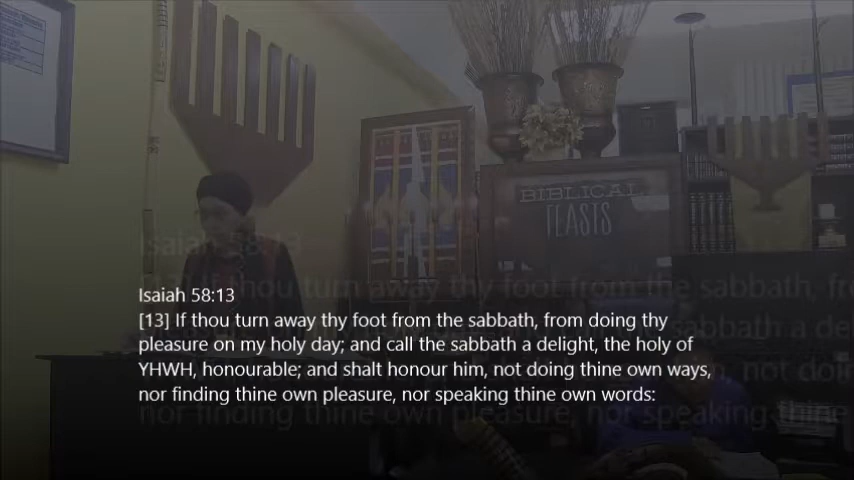 BIBLICAL
FEASTS
Isaiah 58:13
[13] If thou turn away thy foot from the sabbath, from doing thy
pleasure on my holy day; and call the sabbath a delight, the holy of
YHWH, honourable; and shalt honour him, not doing thine own ways,
nor finding thine own pleasure, nor speaking thine own words: